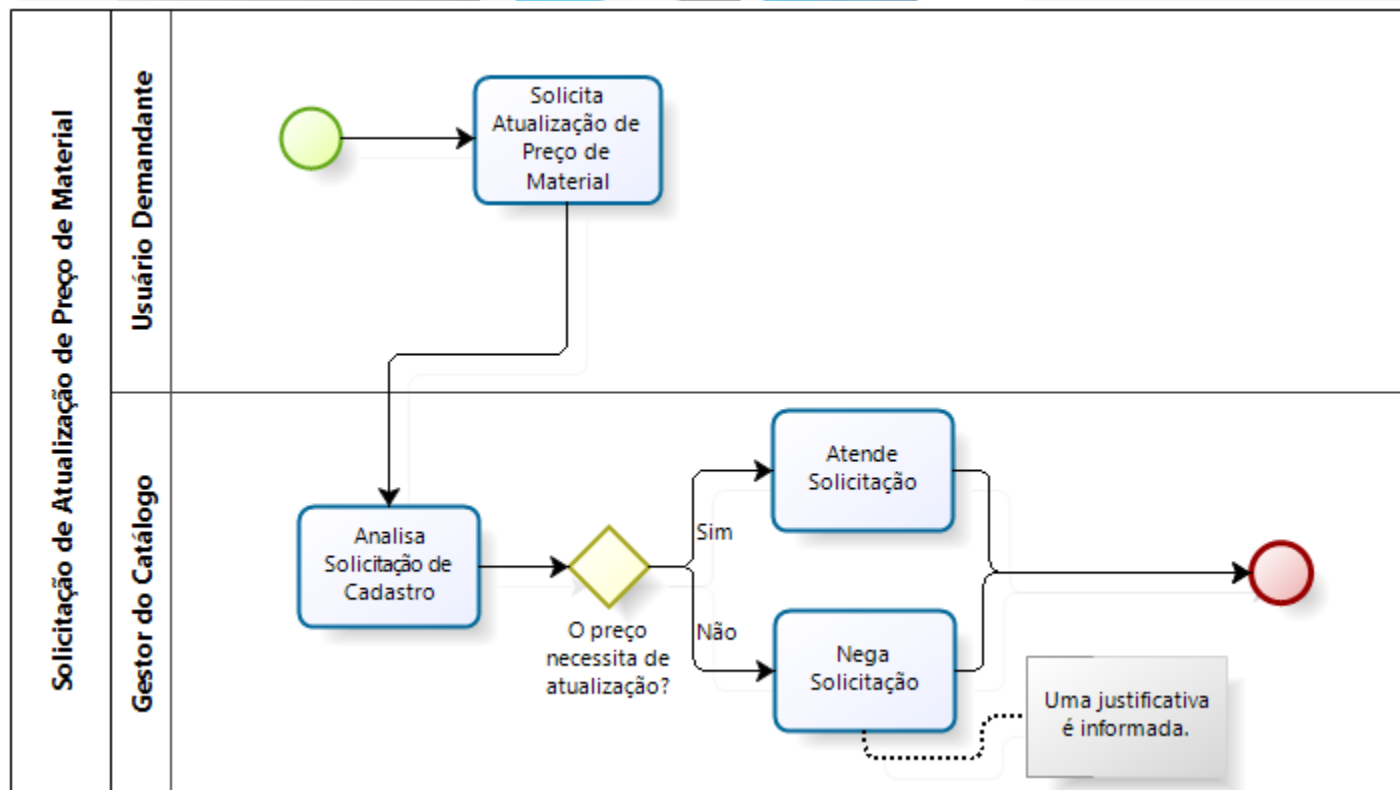 Solicitação de Atualização de Preço de Material
Usuário Demandante
Solicita
Atualização de
Preço de
Material
Gestor do Catálogo
Analisa
Solicitação de
Cadastro
O preço
necessita de
atualização?
Sim
Não
Atende
Solicitação
Nega
Solicitação
Uma justificativa
é informada.